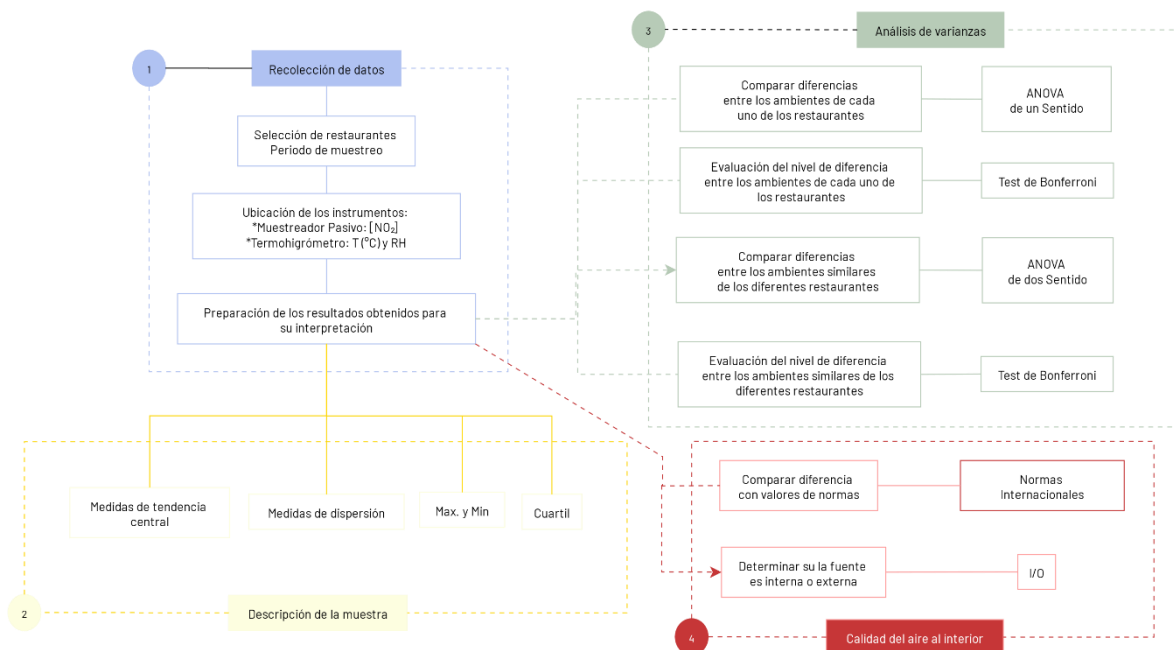 1
Recolección de datos
Selección de restaurantes
Período de muestreo
Ubicación de los instrumentos:
*Muestreador Pasivo: [NO₂]
*Termohigrómetro: T (°C) y RH
Preparación de los resultados obtenidos para
su interpretación
Medidas de tendencia
central
Medidas de dispersión
Max. y Min
Cuartil
2
Descripción de la muestra
3
Análisis de varianzas
Comparar diferencias
entre los ambientes de cada
uno de los restaurantes
ANOVA
de un Sentido
Evaluación del nivel de diferencia
entre los ambientes de cada uno de
los restaurantes
Test de Bonferroni
Comparar diferencias
entre los ambientes similares
de los diferentes restaurantes
ANOVA
de dos Sentido
Evaluación del nivel de diferencia
entre los ambientes similares de los
diferentes restaurantes
Test de Bonferroni
Comparar diferencia
con valores de normas
Normas
Internacionales
Determinar su la fuente
es interna o externa
I/O
4
Calidad del aire al interior